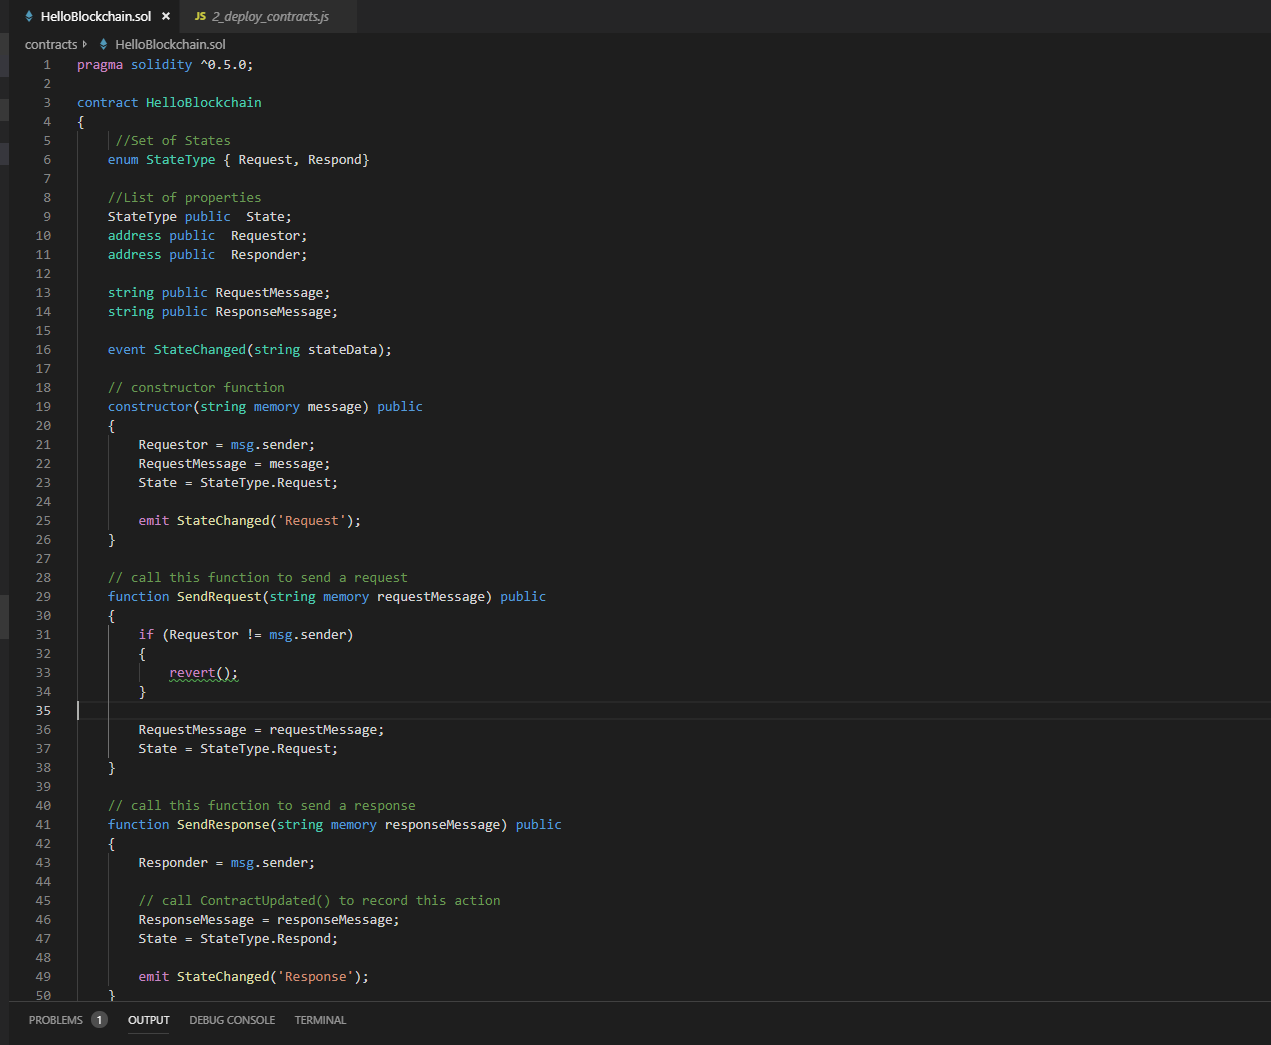 HelloBlockchain.sol × JS 2_deploy_contracts.js
contracts HelloBlockchain.sol
1 pragma solidity ^0.5.0;
2
3 contract HelloBlockchain
4 {
5 //Set of States
6 enum StateType { Request, Respond}
7
8 //List of properties
9 StateType public  State;
10 address public  Requestor;
11 address public  Responder;
12
13 string public RequestMessage;
14 string public ResponseMessage;
15
16 event StateChanged(string stateData);
17
18 // constructor function
19 constructor(string memory message) public
20 {
21 Requestor = msg.sender;
22 RequestMessage = message;
23 State = StateType.Request;
24
25 emit StateChanged('Request');
26 }
27
28 // call this function to send a request
29 function SendRequest(string memory requestMessage) public
30 {
31 if (Requestor != msg.sender)
32 {
33 revert();
34 }
35
36 RequestMessage = requestMessage;
37 State = StateType.Request;
38 }
39
40 // call this function to send a response
41 function SendResponse(string memory responseMessage) public
42 {
43 Responder = msg.sender;
44
45 // call ContractUpdated() to record this action
46 ResponseMessage = responseMessage;
47 State = StateType.Respond;
48
49 emit StateChanged('Response');
50 }
PROBLEMS 1 OUTPUT DEBUG CONSOLE TERMINAL